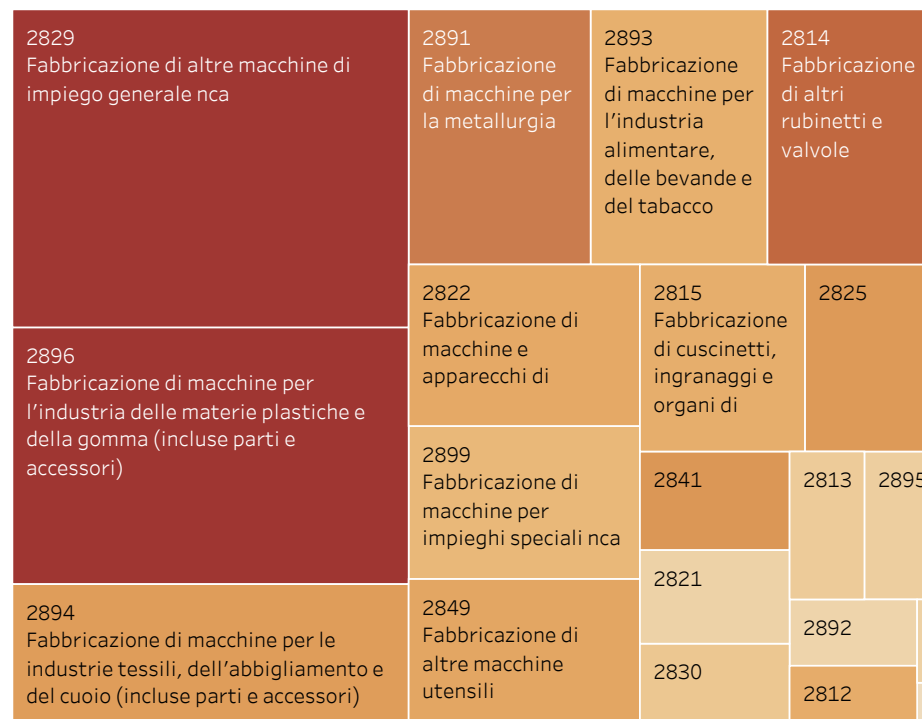 2829
Fabbricazione di altre macchine di
impiego generale nca
2896
Fabbricazione di macchine per
l'industria delle materie plastiche e
della gomma (incluse parti e
accessori)
2894
Fabbricazione di macchine per le
industrie tessili, dell'abbigliamento e
del cuoio (incluse parti e accessori)
2891
Fabbricazione
di macchine per
la metallurgia
2893
Fabbricazione
di macchine per
l'industria
alimentare,
delle bevande e
del tabacco
2814
Fabbricazione
di altri
rubinetti e
valvole
2822
Fabbricazione di
macchine e
apparecchi di
2815
Fabbricazione
di cuscinetti,
ingranaggi e
organi di
2825
2899
Fabbricazione di
macchine per
impieghi speciali nca
2849
Fabbricazione di
altre macchine
utensili
2841
2813
2895
2821
2830
2892
2812